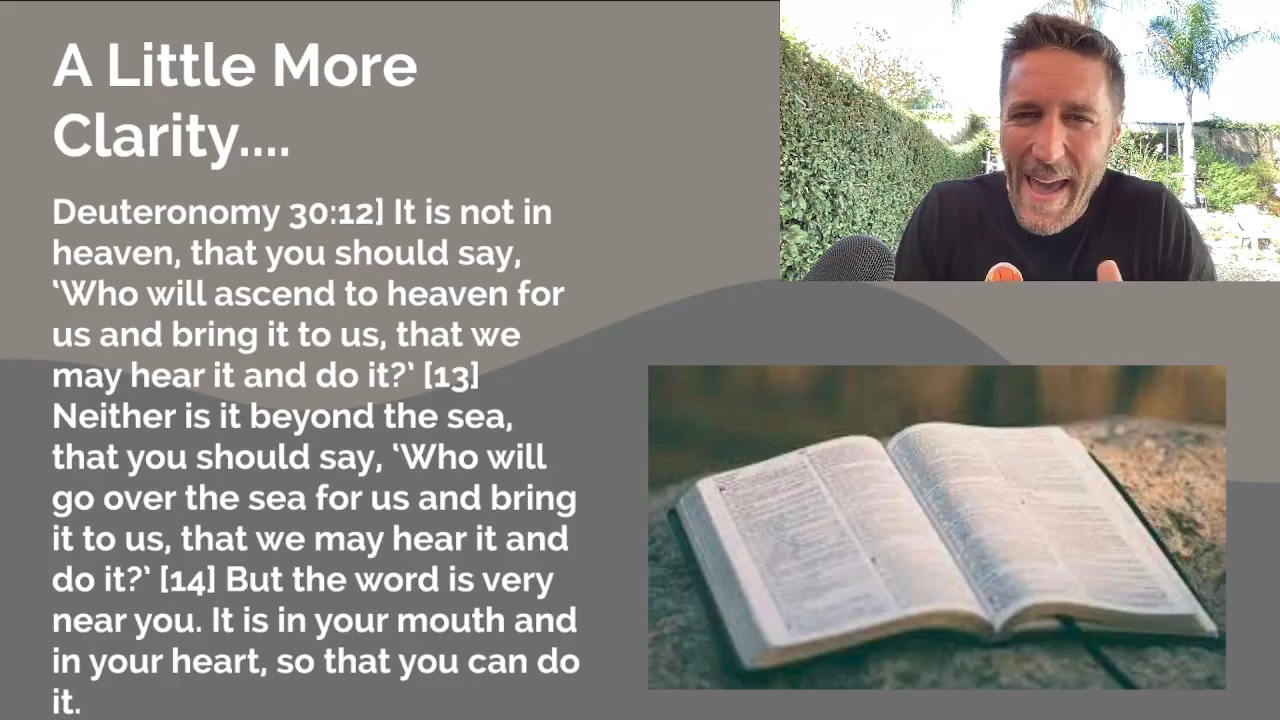 A Little More
Clarity....
Deuteronomy 30:12] It is not in
heaven, that you should say,
‘Who will ascend to heaven for
us and bring it to us, that we
may hear it and do it?‛ [13]
Neither is it beyond the sea,
that you should say, ‘Who will
go over the sea for us and bring
it to us, that we may hear it and
do it?‛ [14] But the word is very
near you. It is in your mouth and
in your heart, so that you can do
it.